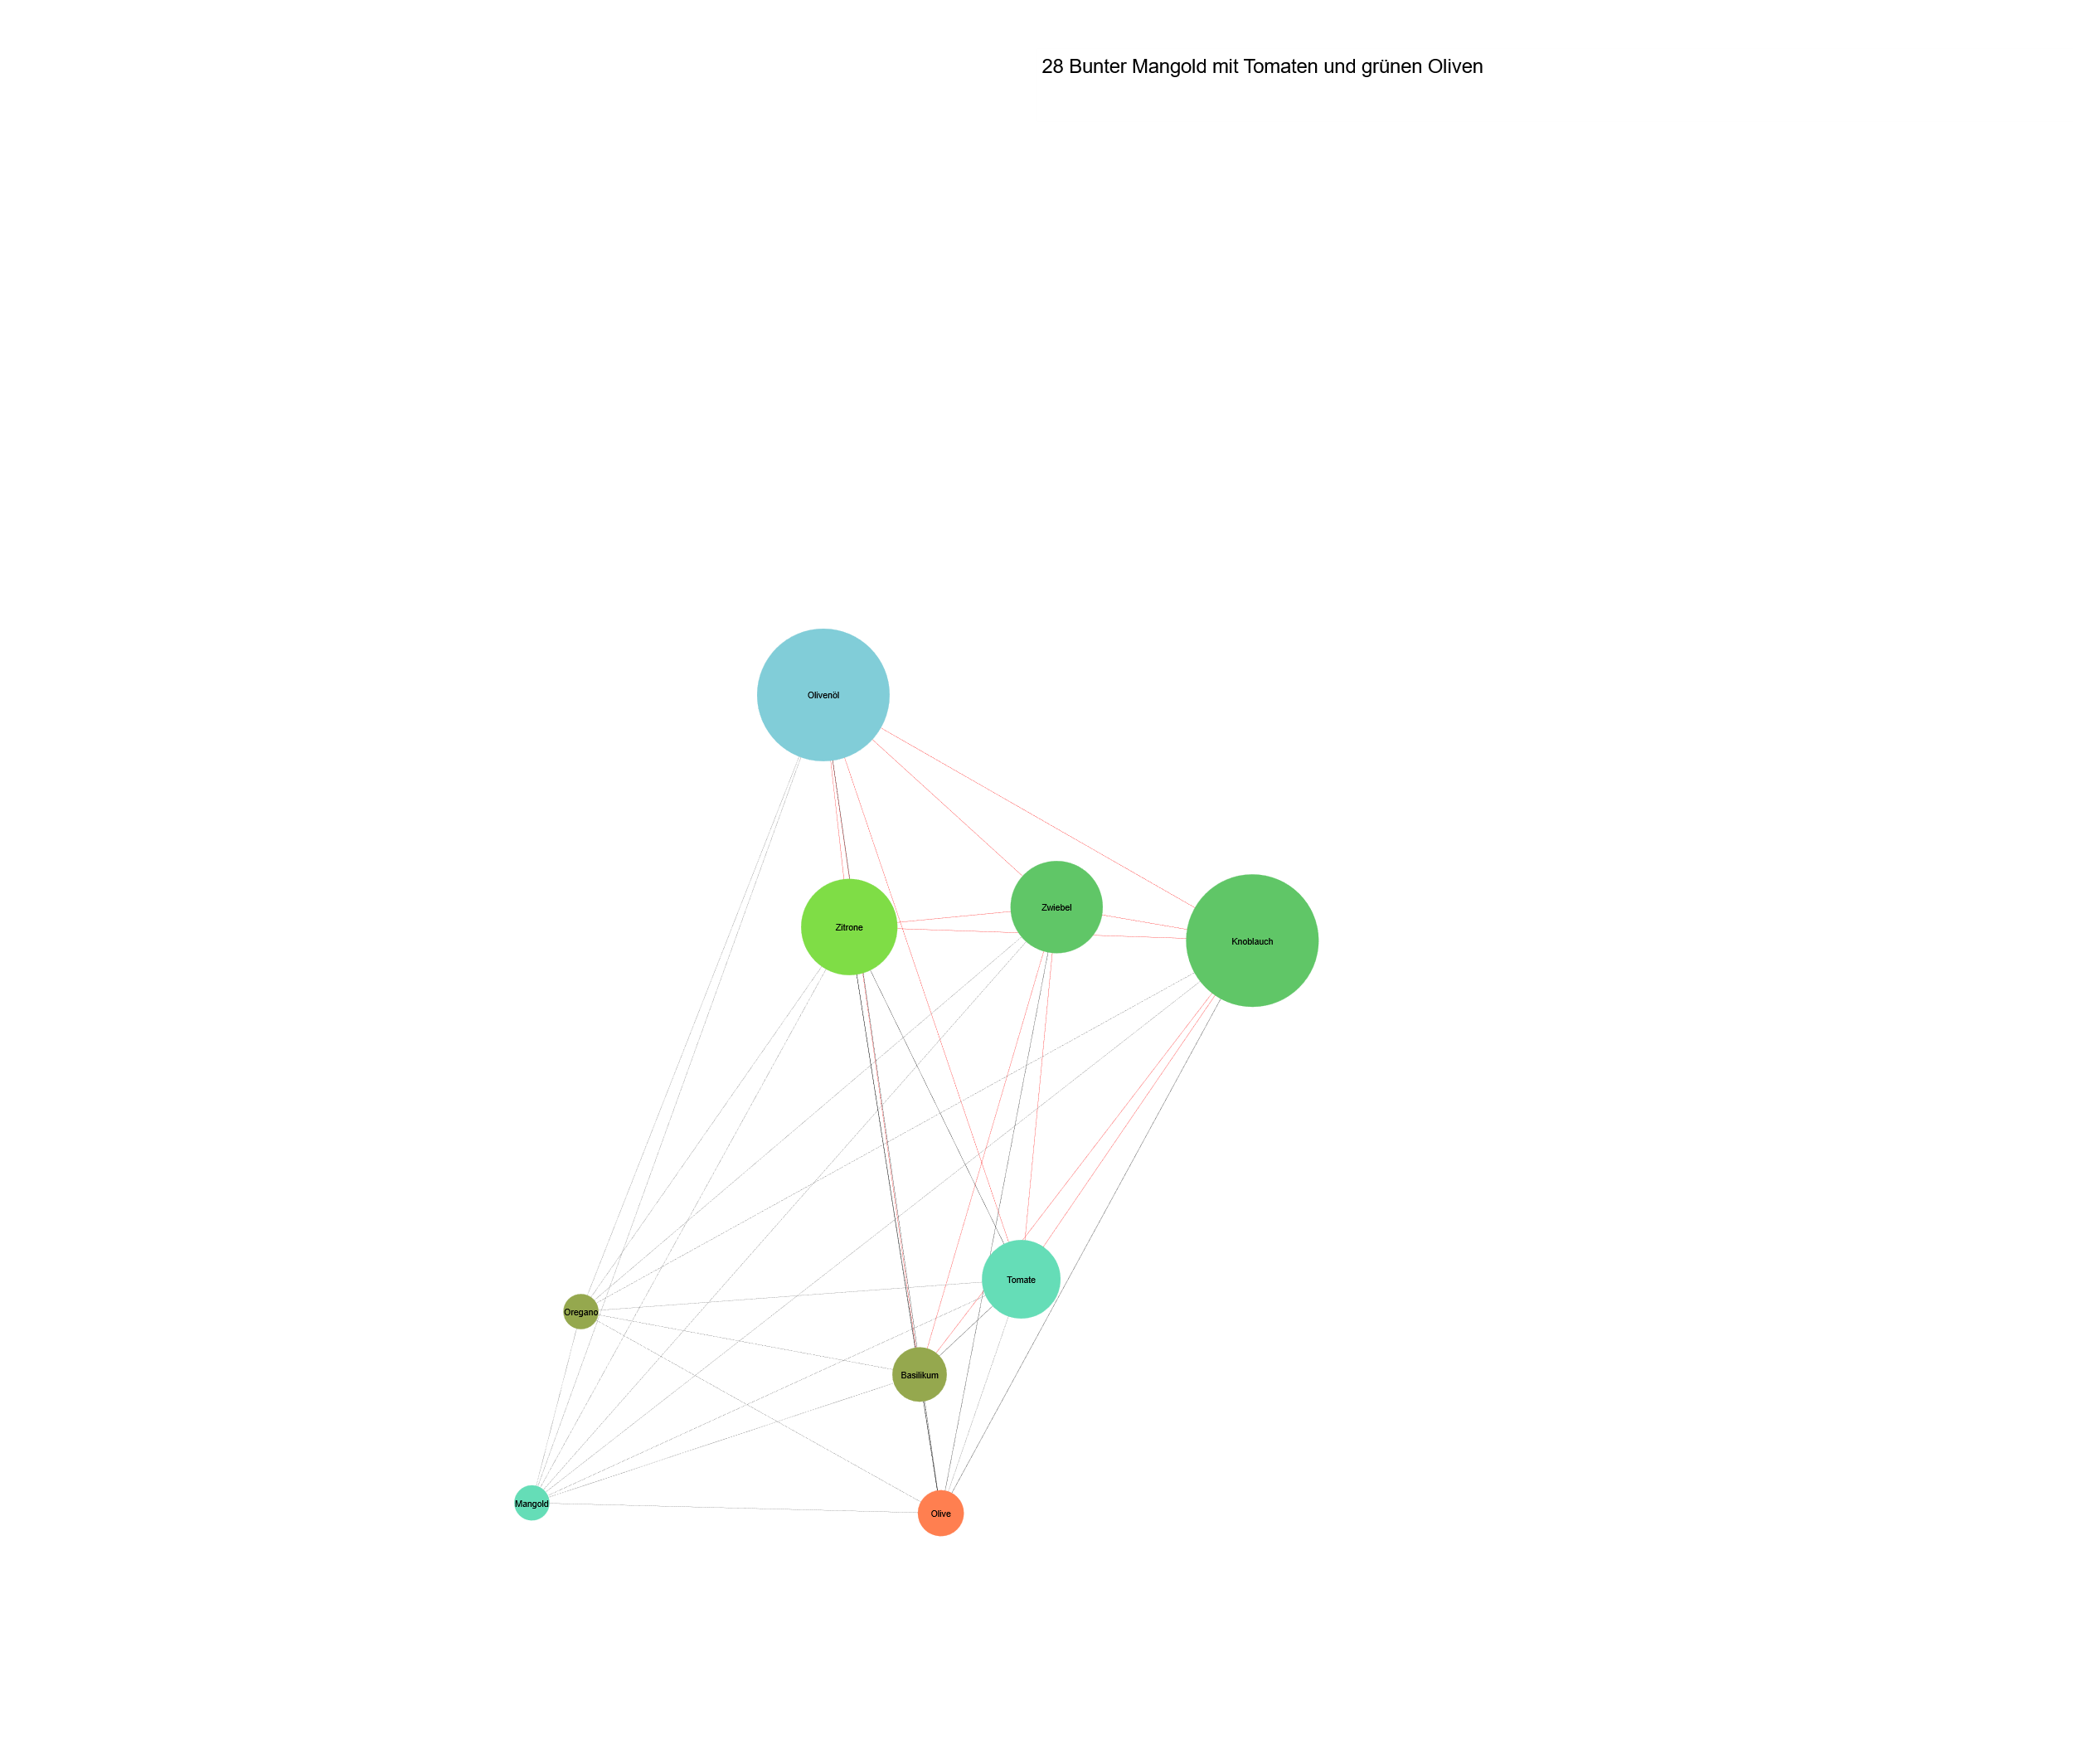 28 Bunter Mangold mit Tomaten und grünen Oliven
Olivenöl
Zwiebel
Zitrone
Knoblauch
Tomate
Oregano
Basilikum
Mangold
Olive